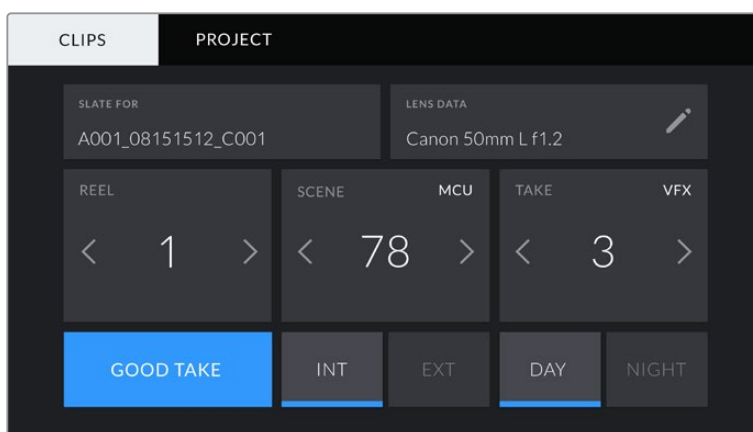 CLIPS PROJECT
SLATE FOR LENS DATA
A001_08151512_C001 Canon 50mm L f1.2
REEL SCENE MCU TAKE VFX
< 1 > < 78 > < 3 >
GOOD TAKE INT EXT DAY NIGHT